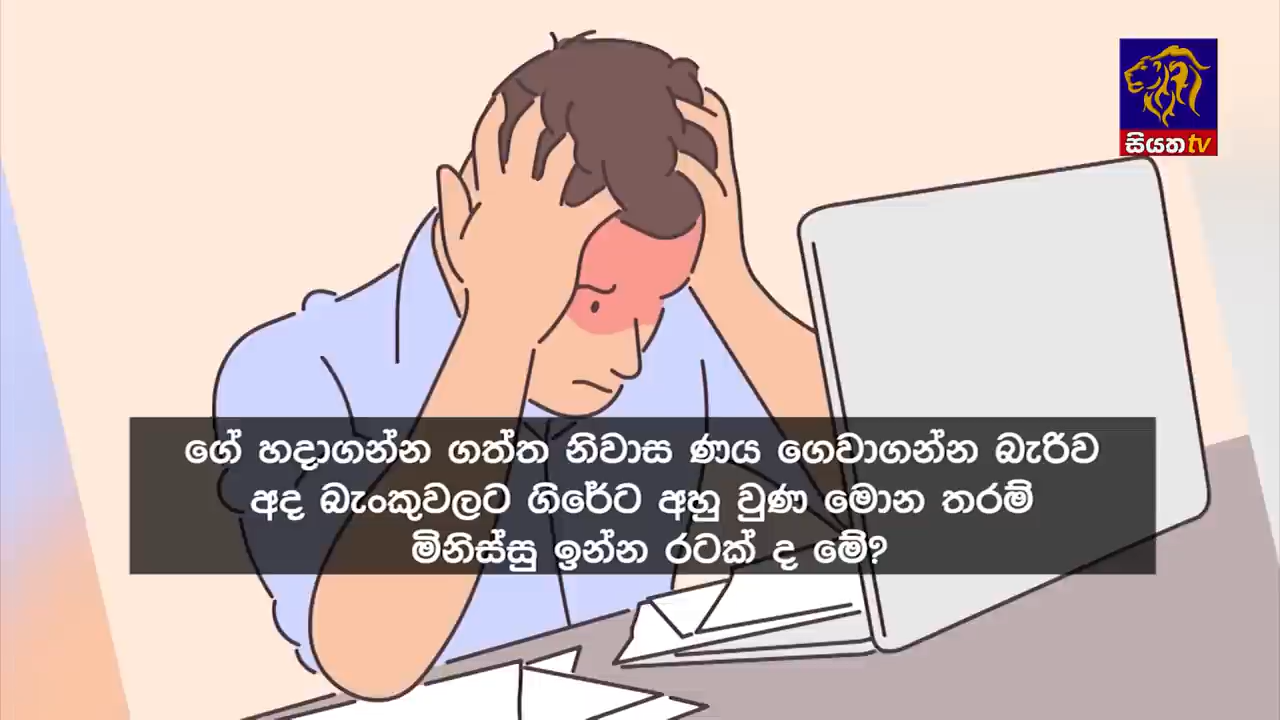 සියත tv
ගේ හදාගන්න ගත්ත නිවාස ණය ගෙවාගන්න බැරිව
අද බැංකුවලට ගිරේට අහු වුණ මොන තරම්
මිනිස්සු ඉන්න රටක් ද මේ?